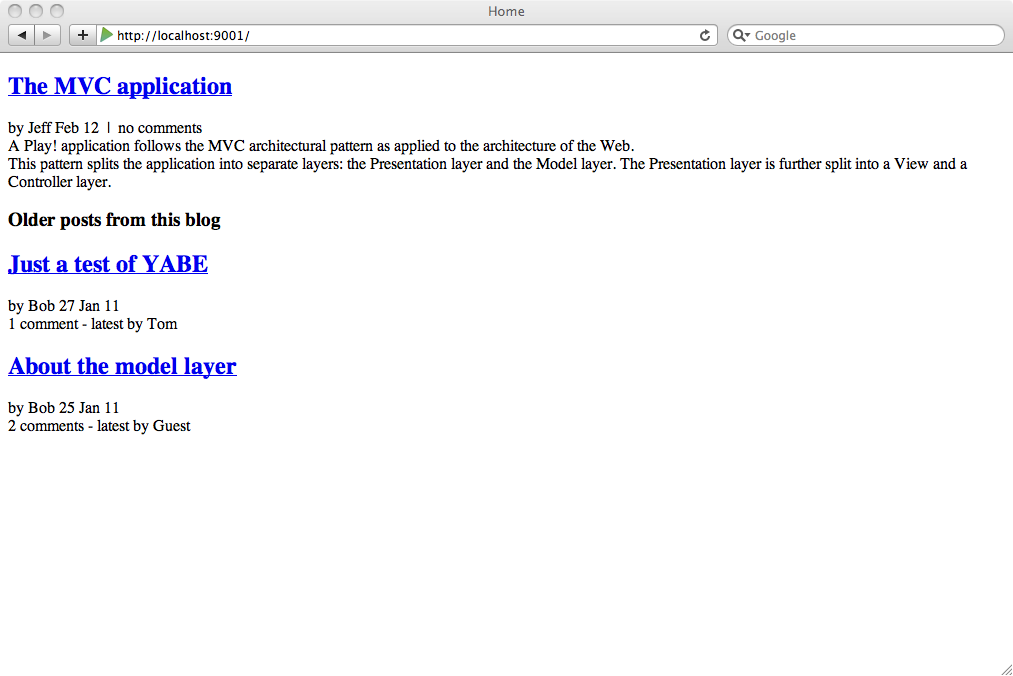 Home
http://localhost:9001/
Google
The MVC application
by Jeff Feb 12 | no comments
A Play! application follows the MVC architectural pattern as applied to the architecture of the Web.
This pattern splits the application into separate layers: the Presentation layer and the Model layer. The Presentation layer is further split into a View and a
Controller layer.
Older posts from this blog
Just a test of YABE
by Bob 27 Jan 11
1 comment - latest by Tom
About the model layer
by Bob 25 Jan 11
2 comments - latest by Guest